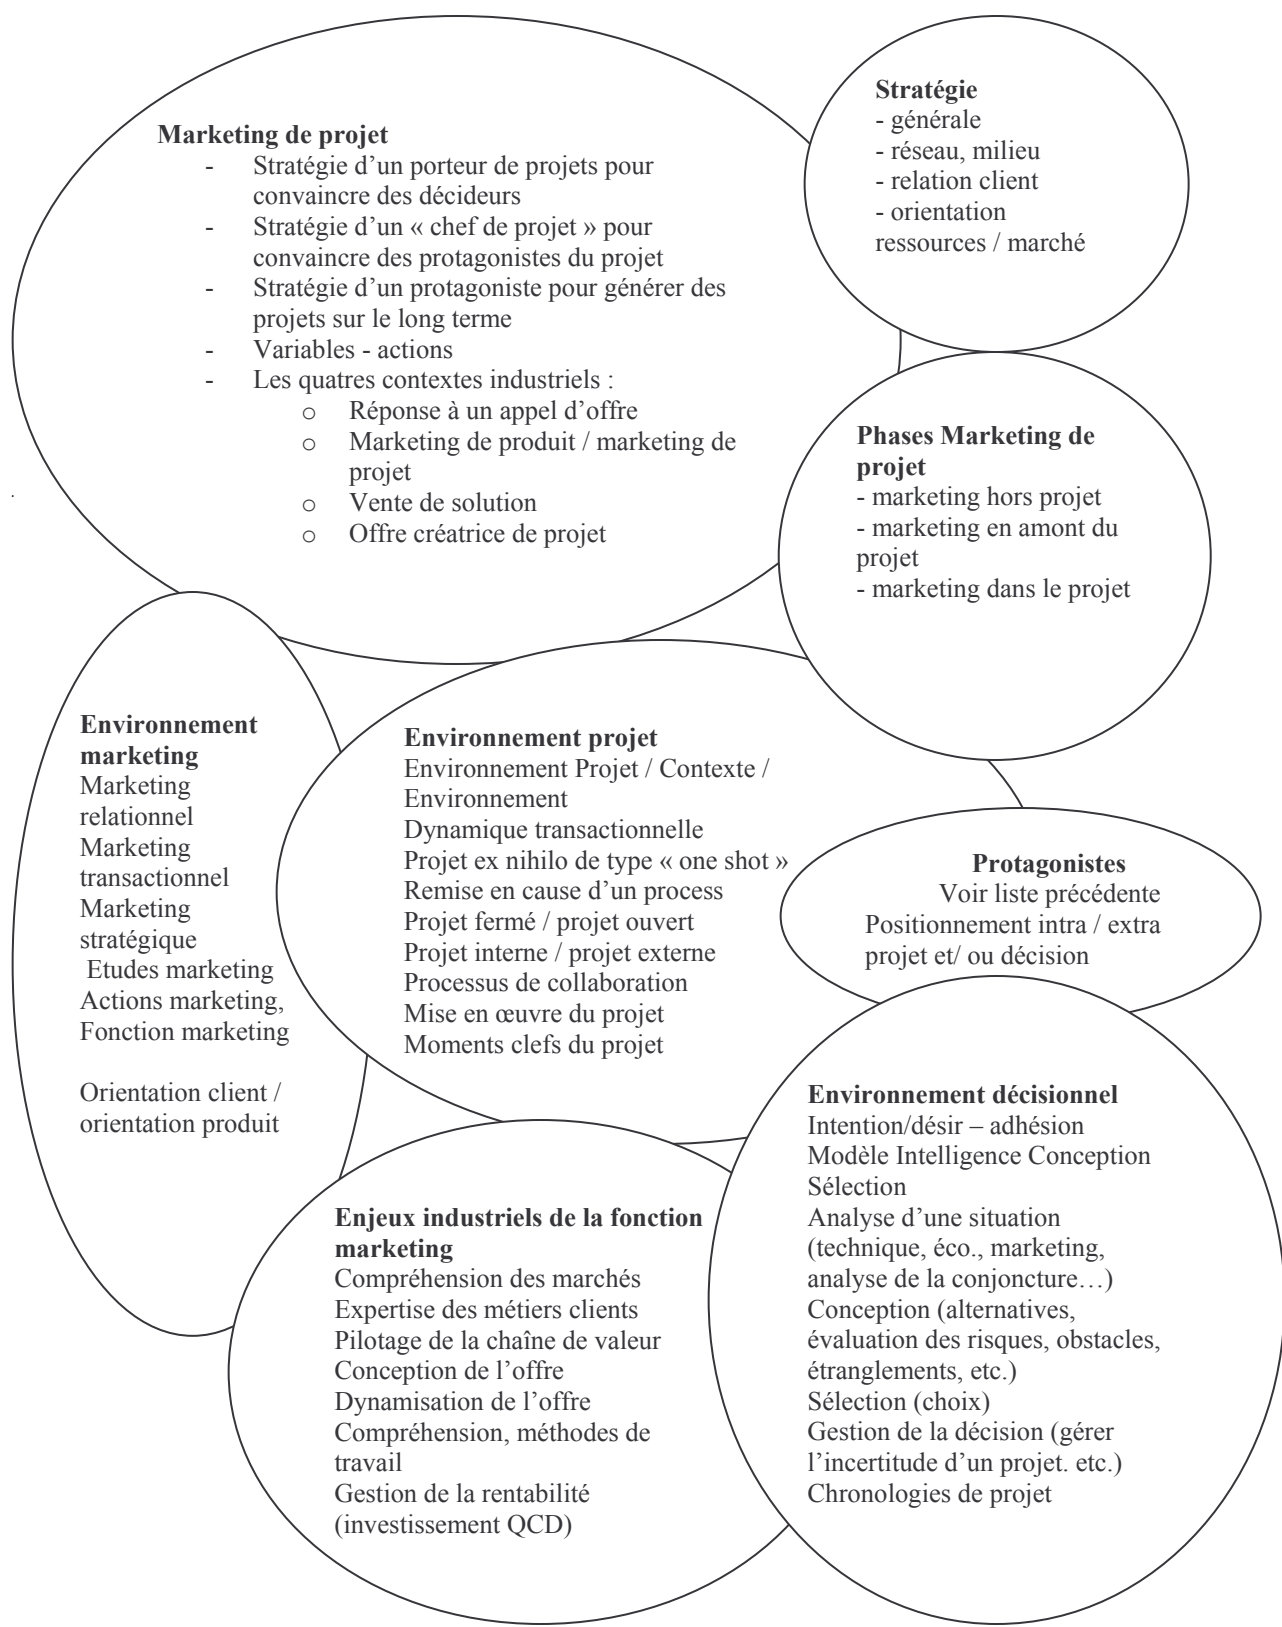 Marketing de projet
- Stratégie d’un porteur de projets pour
convaincre des décideurs
- Stratégie d’un « chef de projet » pour
convaincre des protagonistes du projet
- Stratégie d’un protagoniste pour générer des
projets sur le long terme
- Variables - actions
- Les quatres contextes industriels :
o Réponse à un appel d’offre
o Marketing de produit / marketing de
projet
o Vente de solution
o Offre créatrice de projet
Stratégie
- générale
- réseau, milieu
- relation client
- orientation
ressources / marché
Phases Marketing de
projet
- marketing hors projet
- marketing en amont du
projet
- marketing dans le projet
Environnement
marketing
Marketing
relationnel
Marketing
transactionnel
Marketing
stratégique
Etudes marketing
Actions marketing,
Fonction marketing
Orientation client /
orientation produit
Environnement projet
Environnement Projet / Contexte /
Environnement
Dynamique transactionnelle
Projet ex nihilo de type « one shot »
Remise en cause d’un process
Projet fermé / projet ouvert
Projet interne / projet externe
Processus de collaboration
Mise en œuvre du projet
Moments clefs du projet
Protagonistes
Voir liste précédente
Positionnement intra / extra
projet et/ ou décision
Enjeux industriels de la fonction
marketing
Compréhension des marchés
Expertise des métiers clients
Pilotage de la chaîne de valeur
Conception de l’offre
Dynamisation de l’offre
Compréhension, méthodes de
travail
Gestion de la rentabilité
(investissement QCD)
Environnement décisionnel
Intention/désir – adhésion
Modèle Intelligence Conception
Sélection
Analyse d’une situation
(technique, éco., marketing,
analyse de la conjoncture…)
Conception (alternatives,
évaluation des risques, obstacles,
étranglements, etc.)
Sélection (choix)
Gestion de la décision (gérer
l’incertitude d’un projet. etc.)
Chronologies de projet